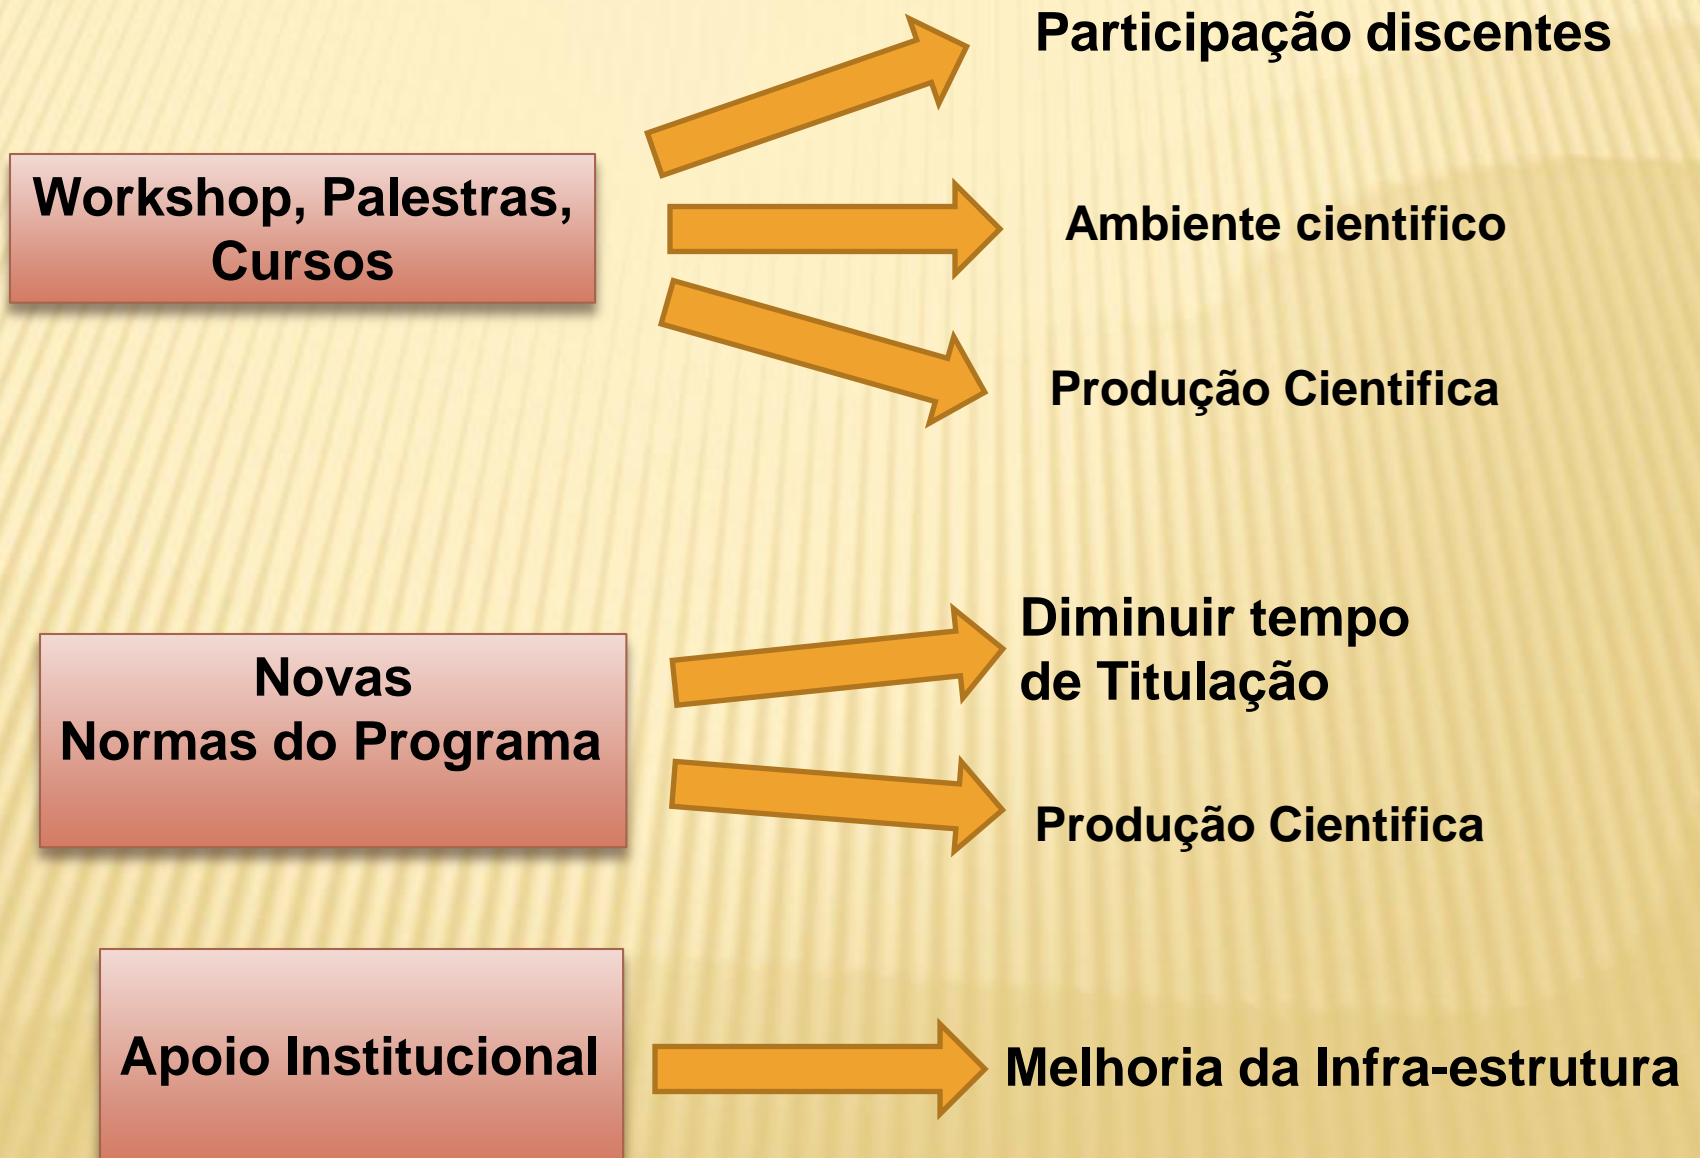 Participação discentes
Workshop, Palestras,
Cursos
Ambiente cientifico
Produção Cientifica
Novas
Normas do Programa
Diminuir tempo
de Titulação
Produção Cientifica
Apoio Institucional
Melhoria da Infra-estrutura